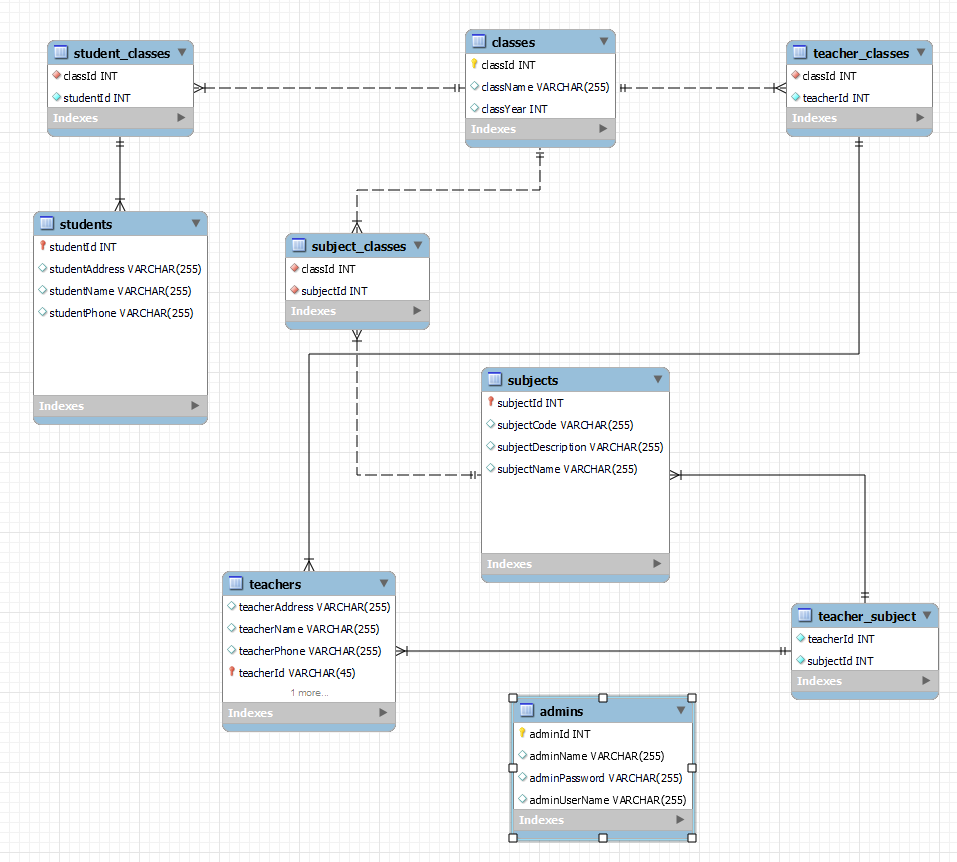 student_classes
classId INT
studentId INT
Indexes
classes
classId INT
className VARCHAR(255)
classYear INT
Indexes
teacher_classes
classId INT
teacherId INT
Indexes
students
studentId INT
studentAddress VARCHAR(255)
studentName VARCHAR(255)
studentPhone VARCHAR(255)
Indexes
subject_classes
classId INT
subjectId INT
Indexes
subjects
subjectId INT
subjectCode VARCHAR(255)
subjectDescription VARCHAR(255)
subjectName VARCHAR(255)
Indexes
teachers
teacherAddress VARCHAR(255)
teacherName VARCHAR(255)
teacherPhone VARCHAR(255)
teacherId VARCHAR(45)
1 more...
Indexes
teacher_subject
teacherId INT
subjectId INT
Indexes
admins
adminId INT
adminName VARCHAR(255)
adminPassword VARCHAR(255)
adminUserName VARCHAR(255)
Indexes